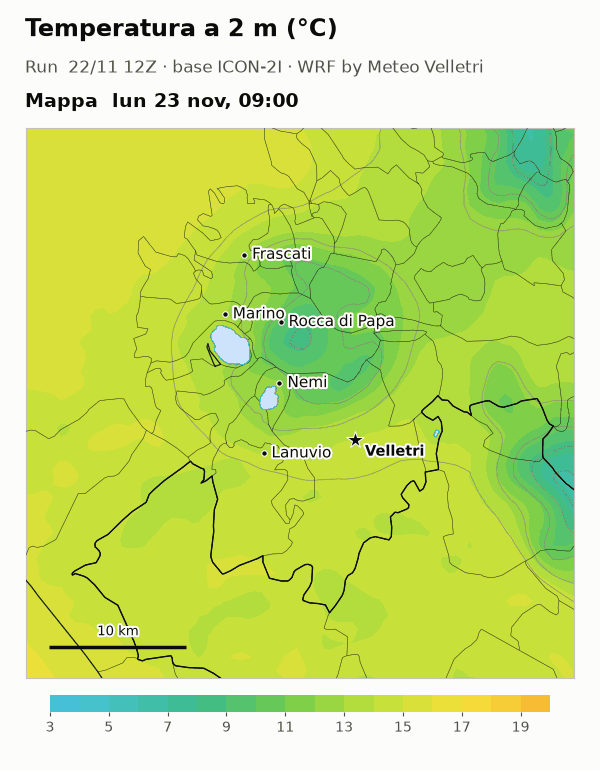 Temperatura a 2 m (°C)
Run  22/11 12Z · base ICON-2I · WRF by Meteo Velletri
Mappa  lun 23 nov, 09:00
Frascati
Marino
Rocca di Papa
Nemi
Velletri
Lanuvio
10 km
3 5 7 9 11 13 15 17 19